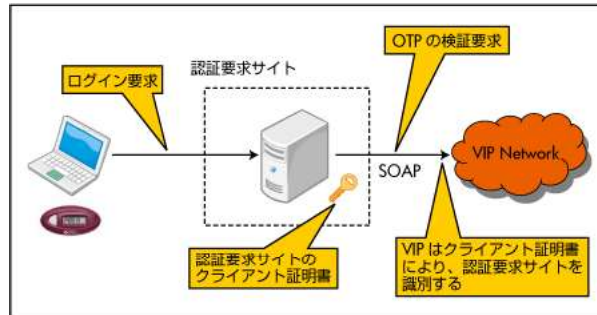 OTP の検証要求
認証要求サイト
ログイン要求
VIP Network
SOAP
認証要求サイトの
クライアント証明書
VIP はクライアント証明書
により、認証要求サイトを
識別する